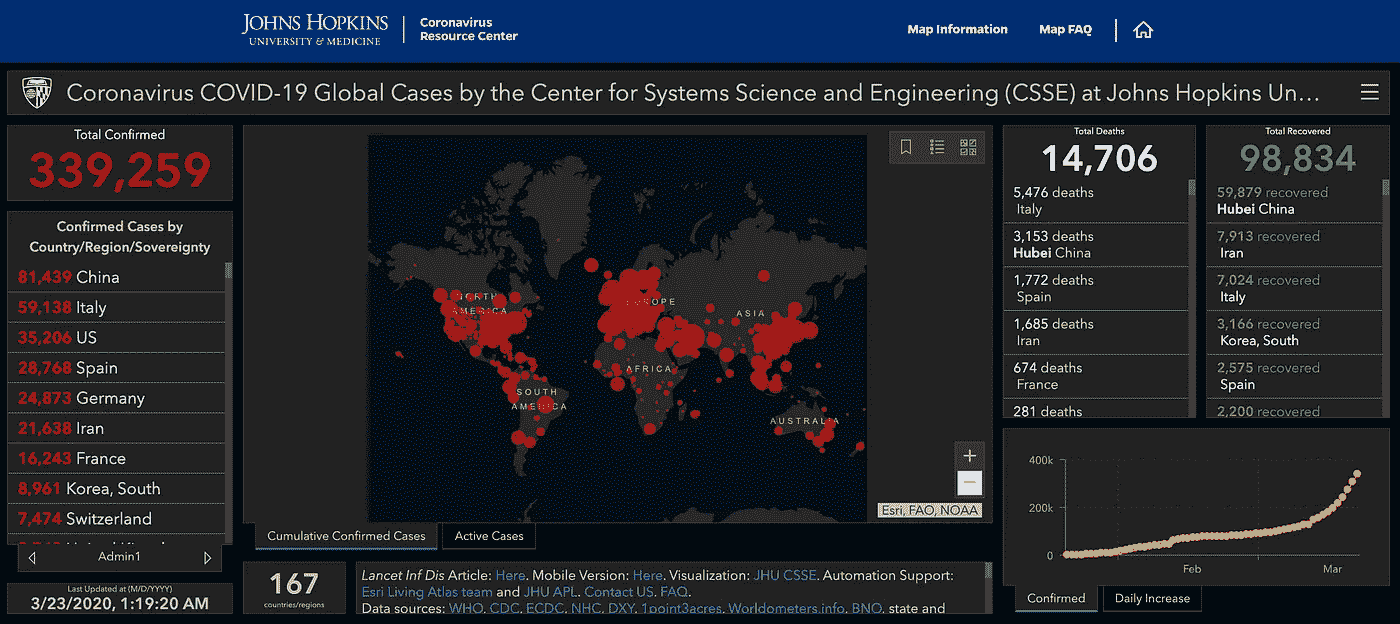 JOHNS HOPKINS
UNIVERSITY & MEDICINE
Coronavirus
Resource Center
Map Information
Map FAQ
Coronavirus COVID-19 Global Cases by the Center for Systems Science and Engineering (CSSE) at Johns Hopkins Un...
Total Confirmed
339,259
Confirmed Cases by
Country/Region/Sovereignty
81,439 China
59,138 Italy
35,206 US
28,768 Spain
24,873 Germany
21,638 Iran
16,243 France
8,961 Korea, South
7,474 Switzerland
Admin1
Last Updated at (M/D/YYYY)
3/23/2020, 1:19:20 AM
NORTH
AMERICA
EUROPE
ASIA
AFRICA
SOUTH
AMERICA
AUSTRALIA
+
−
Esri, FAO, NOAA
Cumulative Confirmed Cases
Active Cases
167
countries/regions
Lancet Inf Dis Article: Here. Mobile Version: Here. Visualization: JHU CSSE. Automation Support:
Esri Living Atlas team and JHU APL. Contact US. FAQ.
Data sources: WHO, CDC, ECDC, NHC, DXY, 1point3acres, Worldometers.info, BNO, state and
Total Deaths
14,706
5,476 deaths
Italy
3,153 deaths
Hubei China
1,772 deaths
Spain
1,685 deaths
Iran
674 deaths
France
281 deaths
Total Recovered
98,834
59,879 recovered
Hubei China
7,913 recovered
Iran
7,024 recovered
Italy
3,166 recovered
Korea, South
2,575 recovered
Spain
2,200 recovered
400k
200k
0
Feb
Mar
Confirmed
Daily Increase